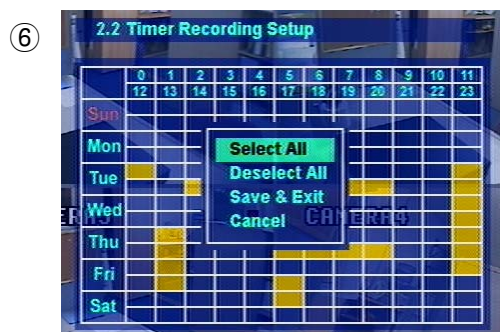 ⑥
2.2 Timer Recording Setup
0 1 2 3 4 5 6 7 8 9 10 11
12 13 14 15 16 17 18 19 20 21 22 23
Sun
Mon
Tue
Wed
Thu
Fri
Sat
Select All
Deselect All
Save & Exit
Cancel
CAMERA4